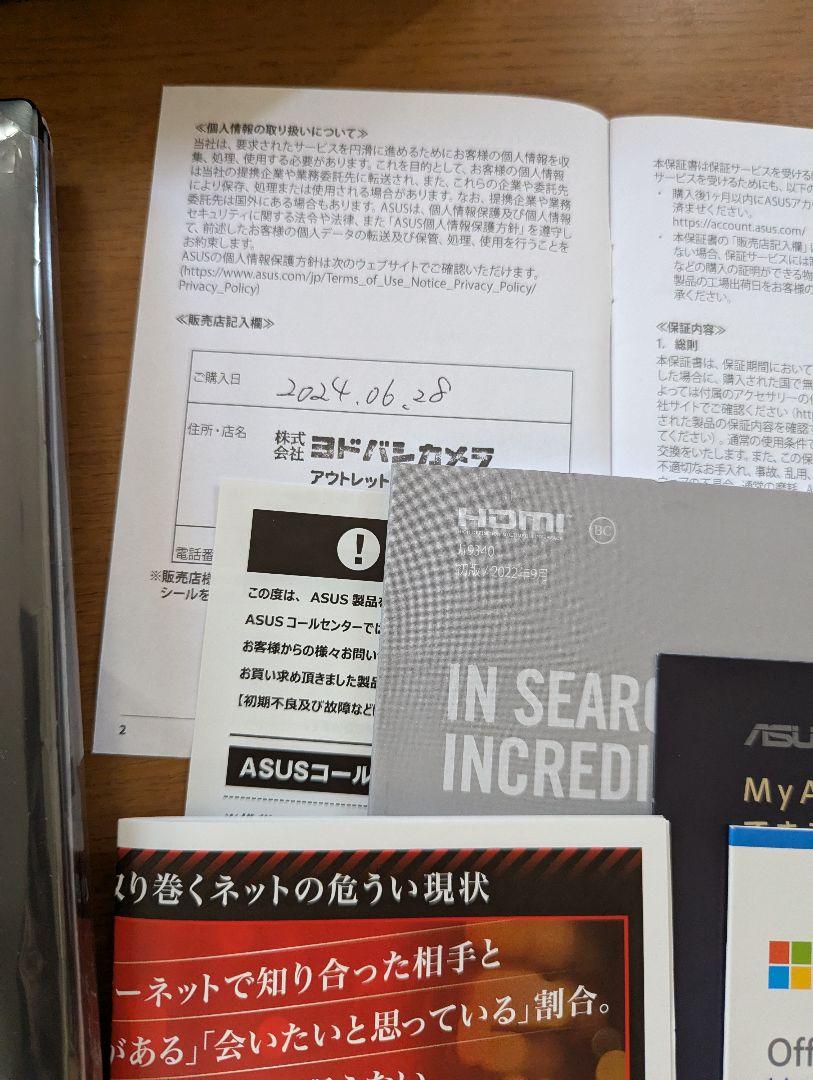 ≪個人情報の取り扱いについて≫
当社は、要求されたサービスを円滑に進めるためにお客様の個人情報を収
集、処理、使用する必要があります。これを目的として、お客様の個人情報
は当社の提携企業や業務委託先に転送され、また、これらの企業や委託先
により保存、処理または使用される場合があります。なお、提携企業や業務
委託先は国外にある場合もあります。ASUSは、個人情報保護及び個人情報
セキュリティに関する法令や法律、また「ASUS個人情報保護方針」を遵守し
て、前述したお客様の個人データの転送及び保管、処理、使用を行うことを
お約束します。
ASUSの個人情報保護方針は次のウェブサイトでご確認いただけます。
(https://www.asus.com/jp/Terms_of_Use_Notice_Privacy_Policy/
Privacy_Policy)
≪販売店記入欄≫
ご購入日 2024.06.28
住所・店名 株式会社 ヨドバシカメラ
アウトレット
電話番
※販売店様
シールを
2
本保証書は保証サービスを受ける
サービスを受けるためにも、以下の
・ 購入後1ヶ月以内にASUSアカ
済ませください。
https://account.asus.com/
・ 本保証書の「販売店記入欄」に
ない場合、保証サービスには
などの購入の証明ができる物
製品の工場出荷日をお客様の
承ください。
≪保証内容≫
1. 総則
本保証書は、保証期間において
した場合に、購入された国で無
よっては付属のアクセサリーの
社サイトでご確認ください(htt
された製品の保証内容を確認す
てください)。通常の使用条件で
交換をいたします。また、この保
不適切なお手入れ、事故、乱用、
!
この度は、ASUS 製品を
ASUS コールセンターでは
お客様からの様々お問い
お買い求め頂きました製品
【初期不良及び故障など
ASUSコール
HDMI
BC
J19340
初版 / 2022年9月
IN SEARC
INCREDI
ASUS
MyA
Off
り巻くネットの危うい現状
ーネットで知り合った相手と
がある」「会いたいと思っている」割合。